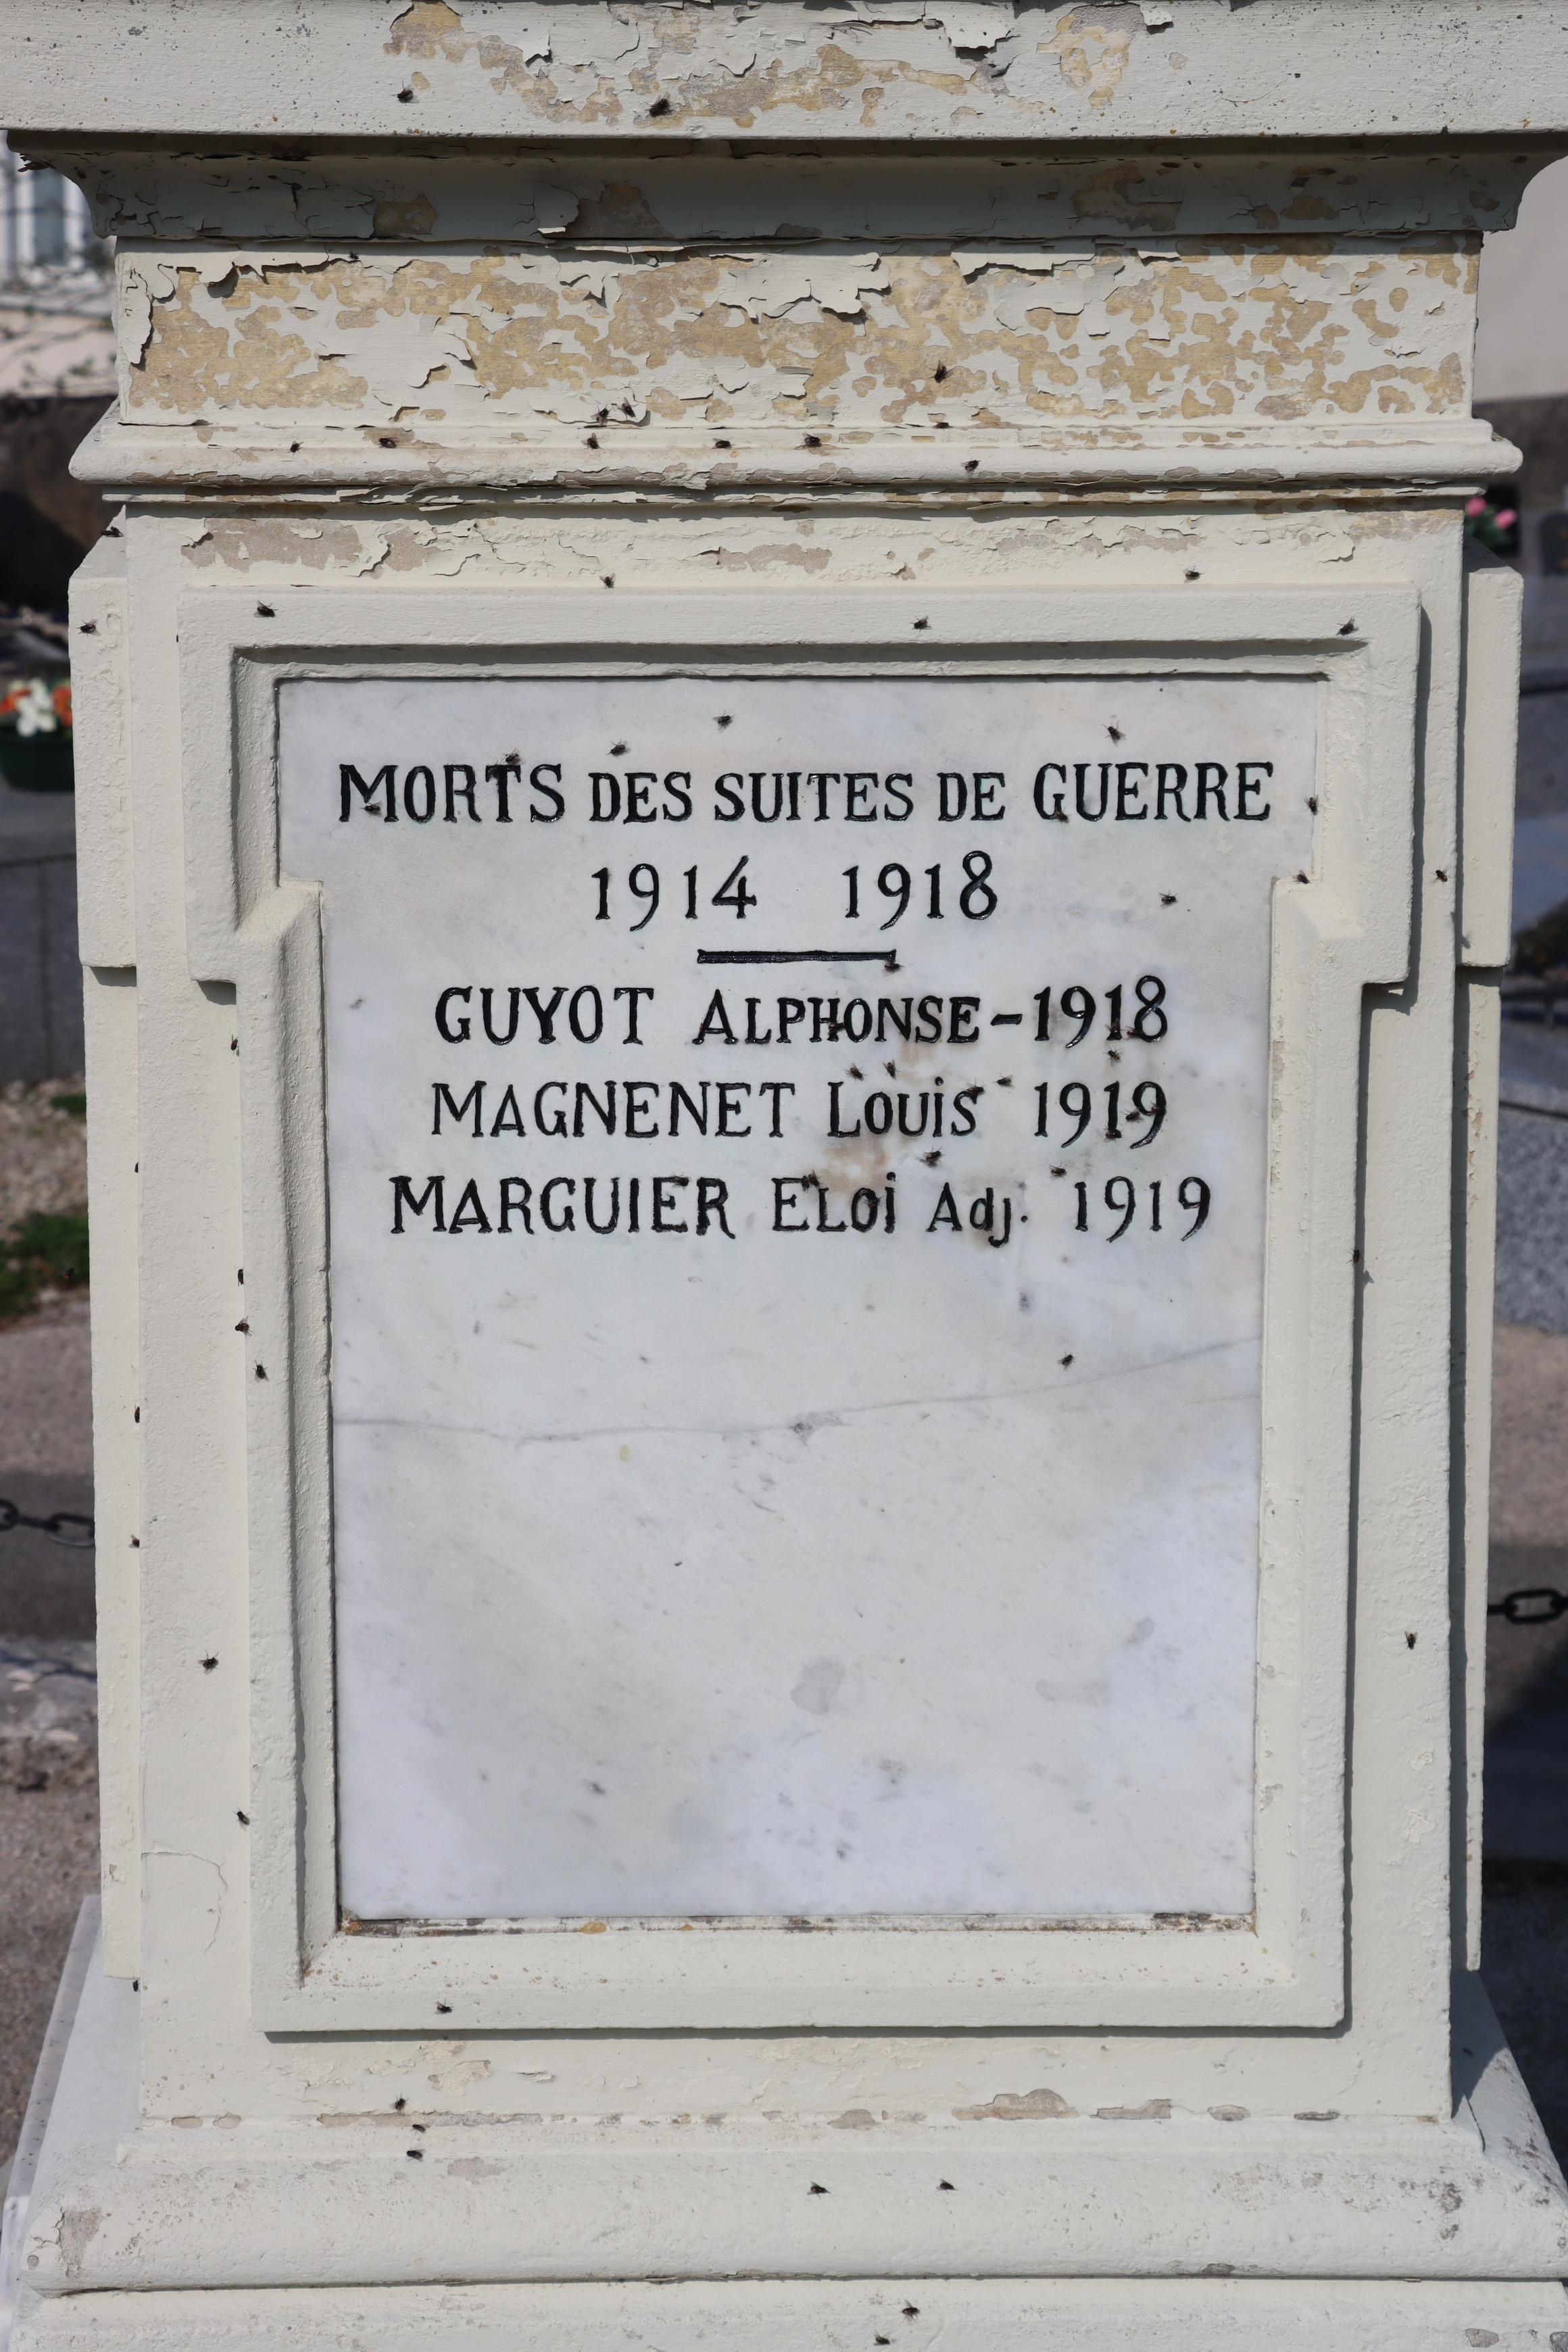 MORTS DES SUITES DE GUERRE
1914 1918
GUYOT ALPHONSE-1918
MAGNENET LOUiS 1919
MARGUIER ELOi Adj. 1919